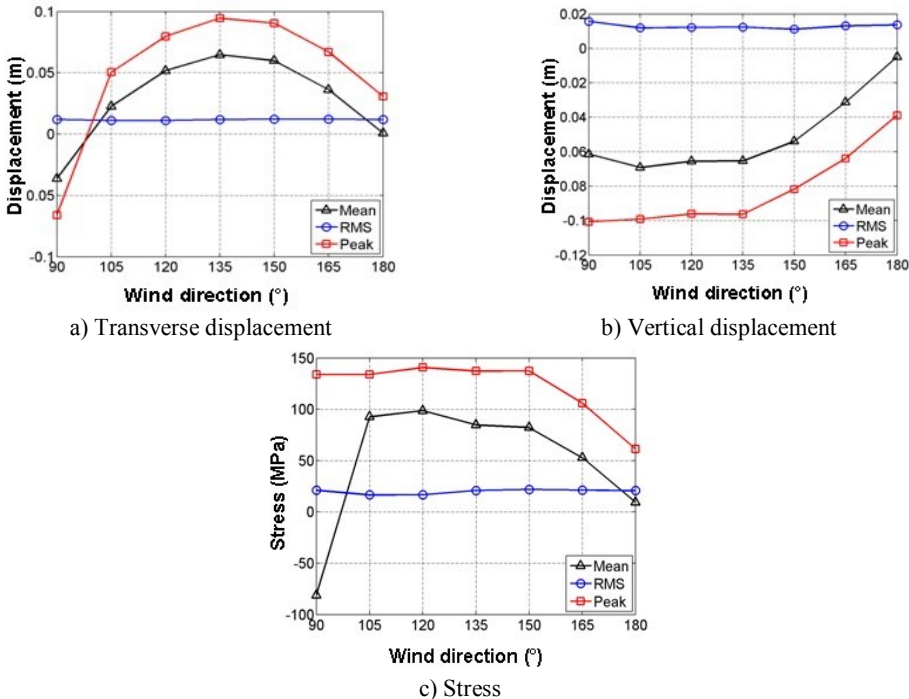 0.1
0.05
0
0.05
-0.1
Displacement (m)
90 105 120 135 150 165 180
Wind direction (°)
Mean
RMS
Peak
a) Transverse displacement
0.02
0
0.02
0.04
0.06
0.08
-0.1
-0.12
Displacement (m)
90 105 120 135 150 165 180
Wind direction (°)
Mean
RMS
Peak
b) Vertical displacement
150
100
50
0
-50
-100
Stress (MPa)
90 105 120 135 150 165 180
Wind direction (°)
Mean
RMS
Peak
c) Stress